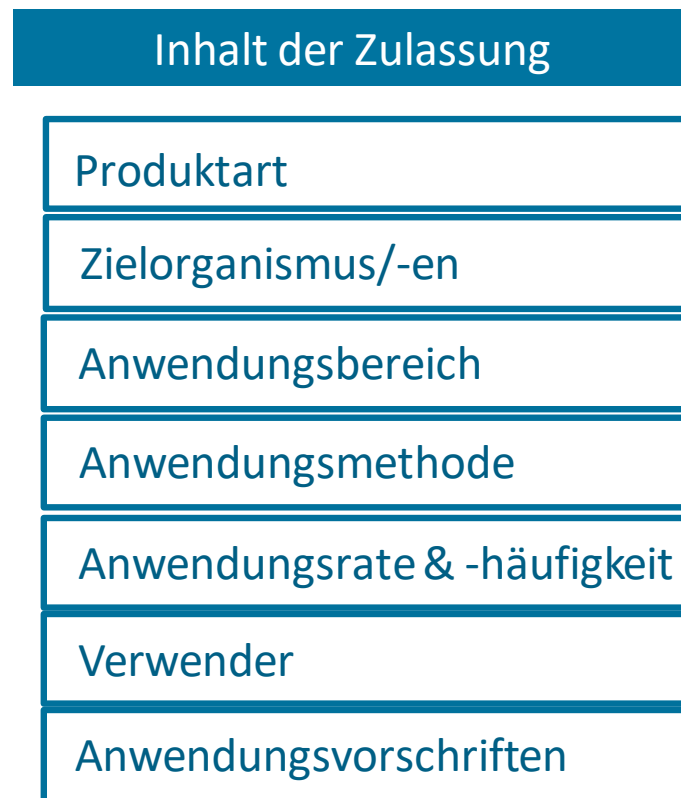 Inhalt der Zulassung
Produktart
Zielorganismus/-en
Anwendungsbereich
Anwendungsmethode
Anwendungsrate & -häufigkeit
Verwender
Anwendungsvorschriften